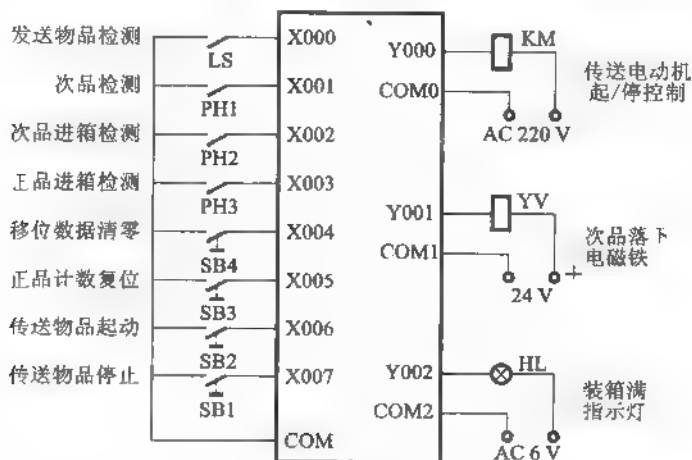 发送物品检测
LS
X000
次品检测
PH1
X001
次品进箱检测
PH2
X002
正品进箱检测
PH3
X003
移位数据清零
SB4
X004
正品计数复位
SB3
X005
传送物品起动
SB2
X006
传送物品停止
SB1
X007
COM
Y000
KM
COM0
AC 220 V
传送电动机
起/停控制
Y001
YV
COM1
24 V
+
次品落下
电磁铁
Y002
HL
COM2
AC 6 V
装箱满
指示灯